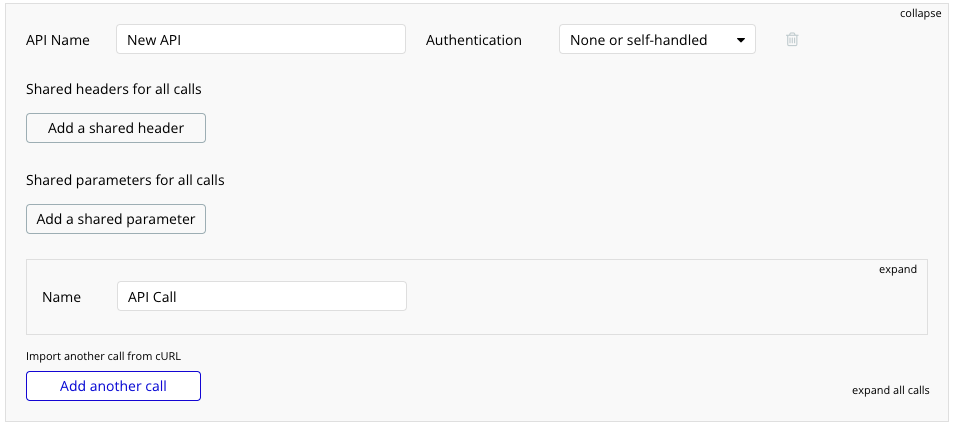 collapse
API Name New API Authentication None or self-handled
Shared headers for all calls
Add a shared header
Shared parameters for all calls
Add a shared parameter
expand
Name API Call
Import another call from cURL
Add another call
expand all calls